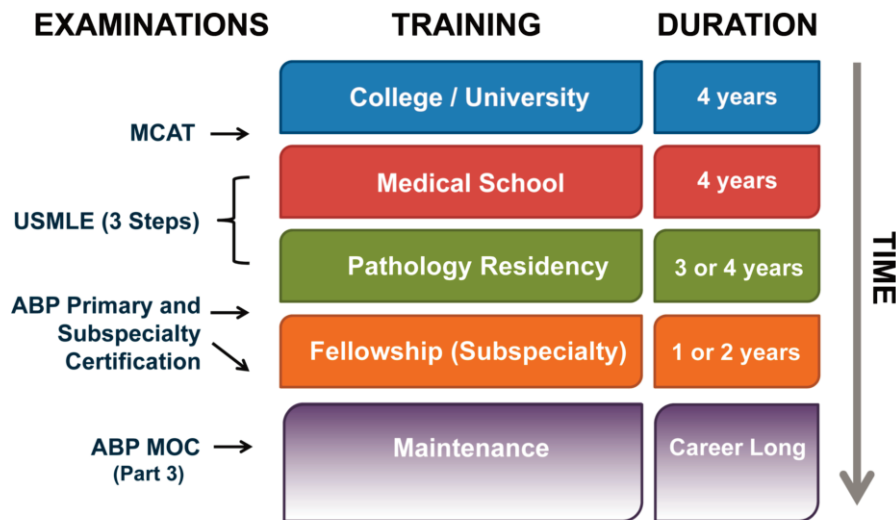 EXAMINATIONS TRAINING DURATION
College / University 4 years
MCAT
Medical School 4 years
USMLE (3 Steps)
Pathology Residency 3 or 4 years
ABP Primary and
Subspecialty
Certification
Fellowship (Subspecialty) 1 or 2 years
ABP MOC
(Part 3)
Maintenance Career Long
TIME